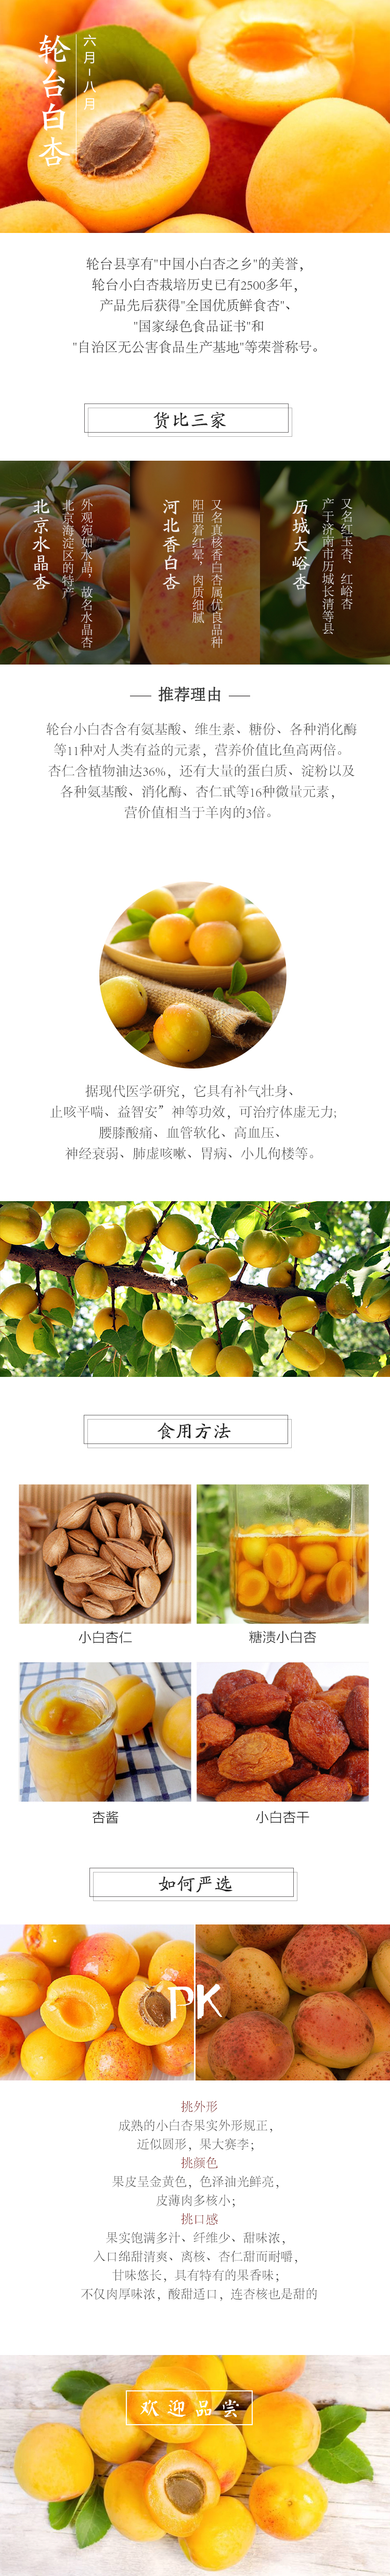 轮台白杏
六月-八月
轮台县享有"中国小白杏之乡"的美誉，
轮台小白杏栽培历史已有2500多年，
产品先后获得"全国优质鲜食杏"、
"国家绿色食品证书"和
"自治区无公害食品生产基地"等荣誉称号。
货比三家
北京水晶杏
北京海淀区的特产
外观宛如水晶，故名水晶杏
河北香白杏
阳面着红晕，肉质细腻
又名真核香白杏属优良品种
历城大峪杏
产于济南市历城长清等县
又名红玉杏、红峪杏
推荐理由
轮台小白杏含有氨基酸、维生素、糖份、各种消化酶
等11种对人类有益的元素，营养价值比鱼高两倍。
杏仁含植物油达36%，还有大量的蛋白质、淀粉以及
各种氨基酸、消化酶、杏仁甙等16种微量元素，
营价值相当于羊肉的3倍。
据现代医学研究，它具有补气壮身、
止咳平喘、益智安”神等功效，可治疗体虚无力;
腰膝酸痛、血管软化、高血压、
神经衰弱、肺虚咳嗽、胃病、小儿佝楼等。
食用方法
小白杏仁
糖渍小白杏
杏酱
小白杏干
如何严选
PK
挑外形
成熟的小白杏果实外形规正，
近似圆形，果大赛李；
挑颜色
果皮呈金黄色，色泽油光鲜亮，
皮薄肉多核小；
挑口感
果实饱满多汁、纤维少、甜味浓，
入口绵甜清爽、离核、杏仁甜而耐嚼，
甘味悠长，具有特有的果香味；
不仅肉厚味浓，酸甜适口，连杏核也是甜的
欢迎品尝